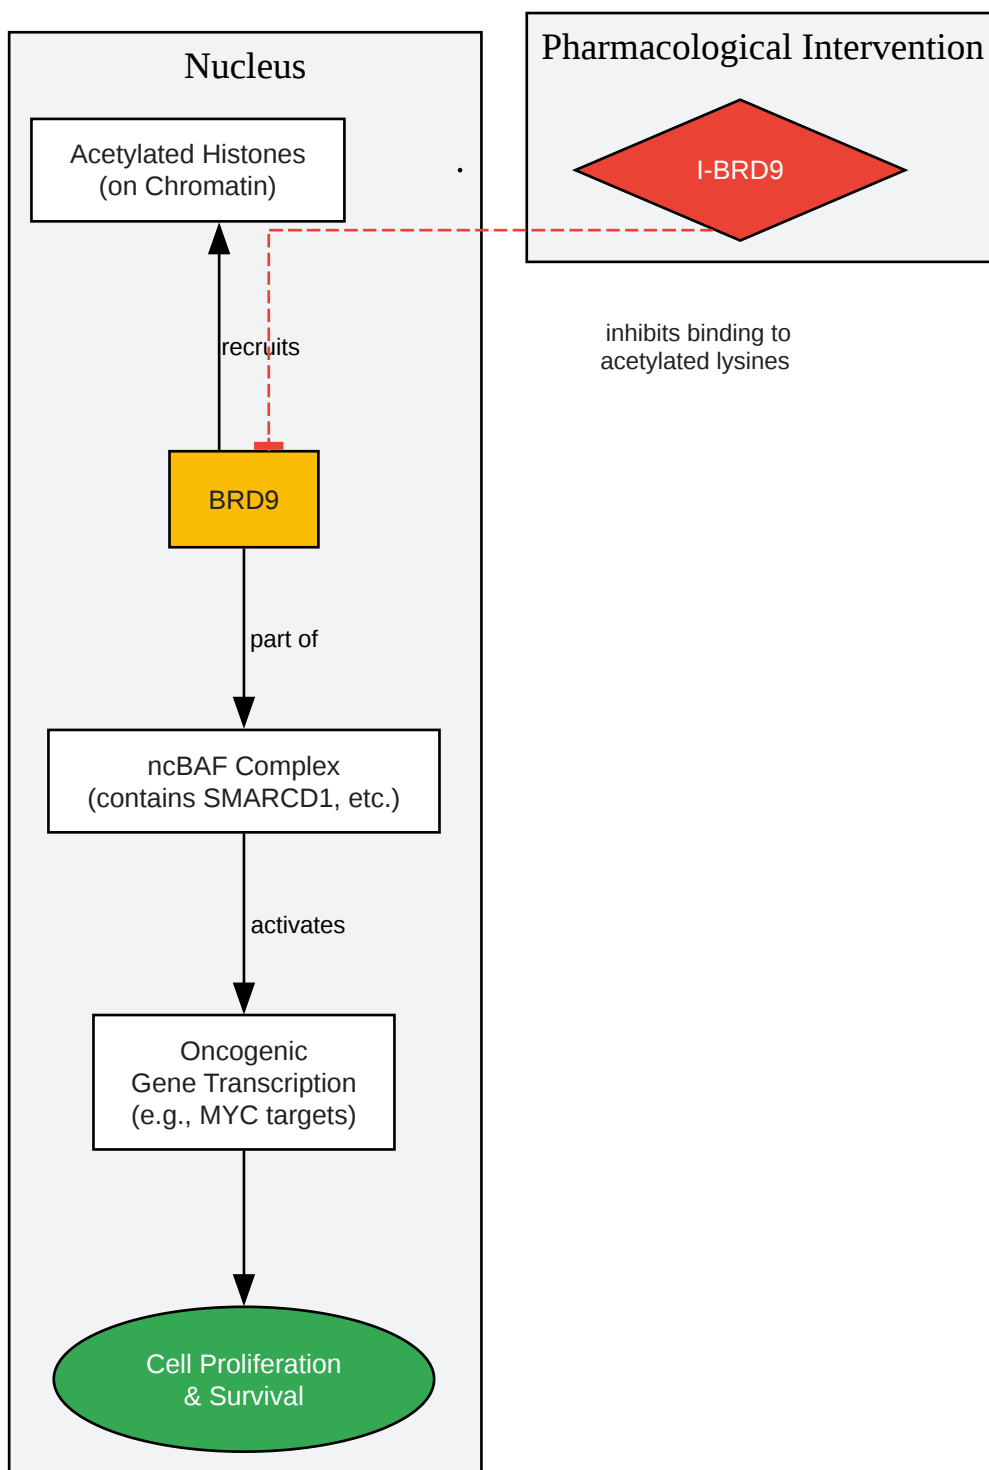 Nucleus
Acetylated Histones
(on Chromatin)
Pharmacological Intervention
I-BRD9
inhibits binding to
acetylated lysines
recruits
BRD9
part of
ncBAF Complex
(contains SMARCD1, etc.)
activates
Oncogenic
Gene Transcription
(e.g., MYC targets)
Cell Proliferation
& Survival